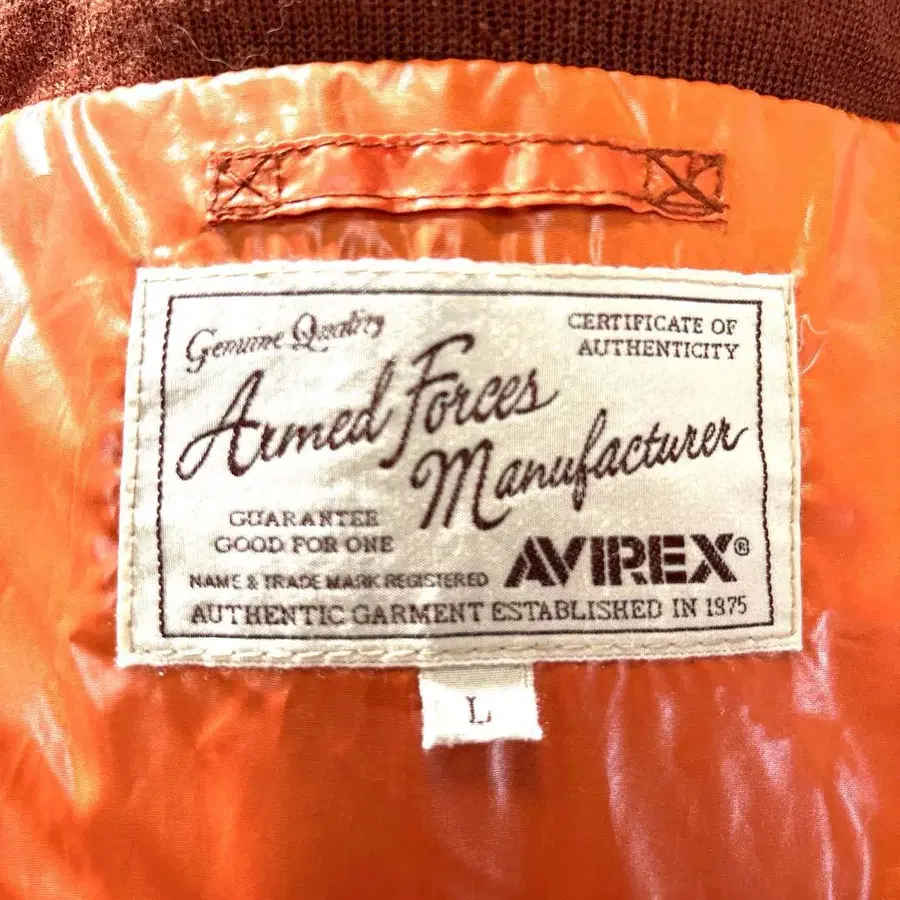 Genuine Quality
CERTIFICATE OF
AUTHENTICITY
Armed Forces
Manufacturer
GUARANTEE
GOOD FOR ONE
AVIREX®
NAME & TRADE MARK REGISTERED
AUTHENTIC GARMENT ESTABLISHED IN 1975
L